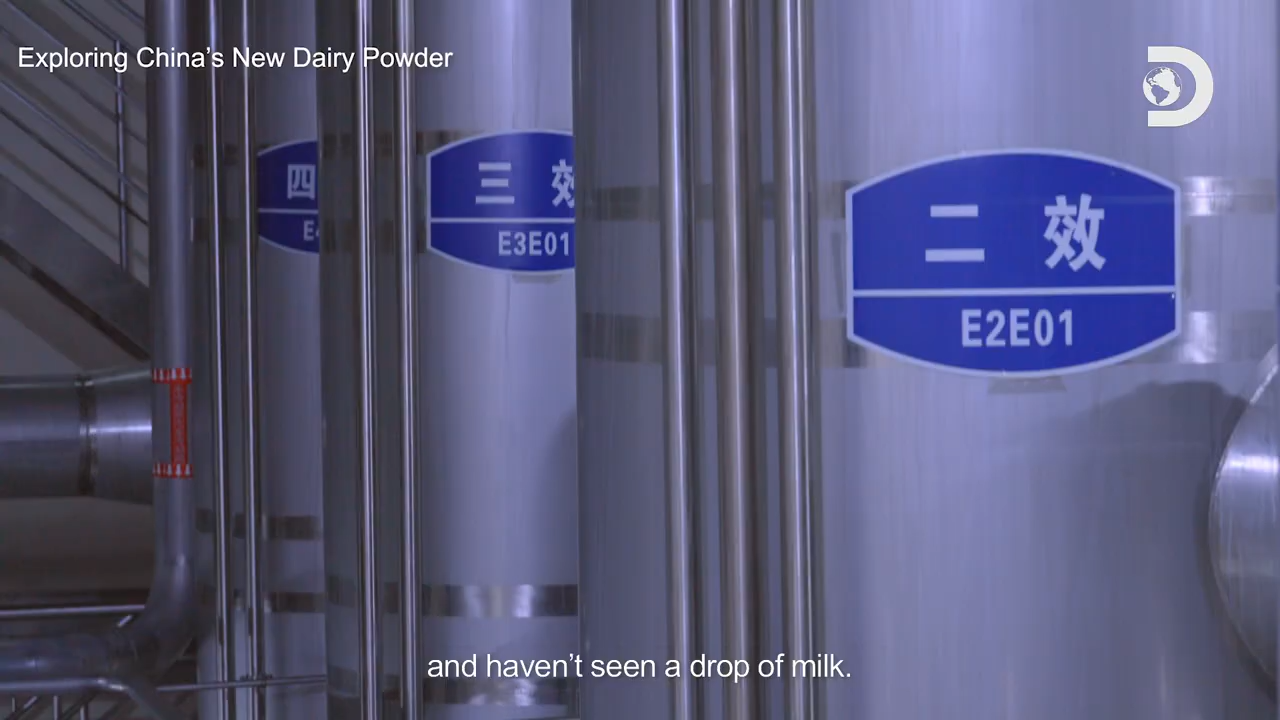 Exploring China's New Dairy Powder
四
三 效
E3E01
二 效
E2E01
and haven't seen a drop of milk.